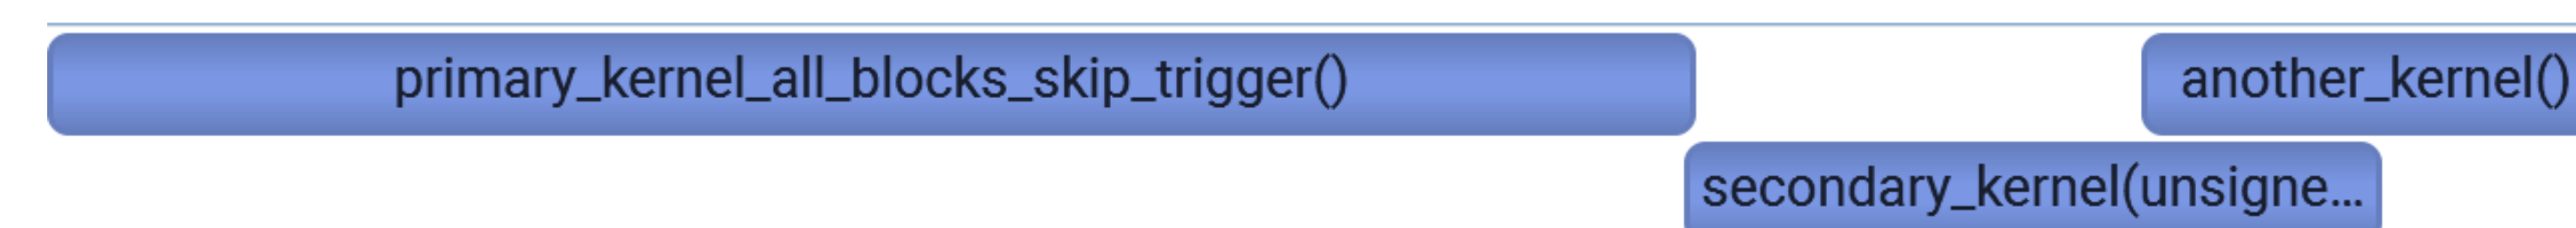 primary_kernel_all_blocks_skip_trigger()
another_kernel()
secondary_kernel(unsigne...